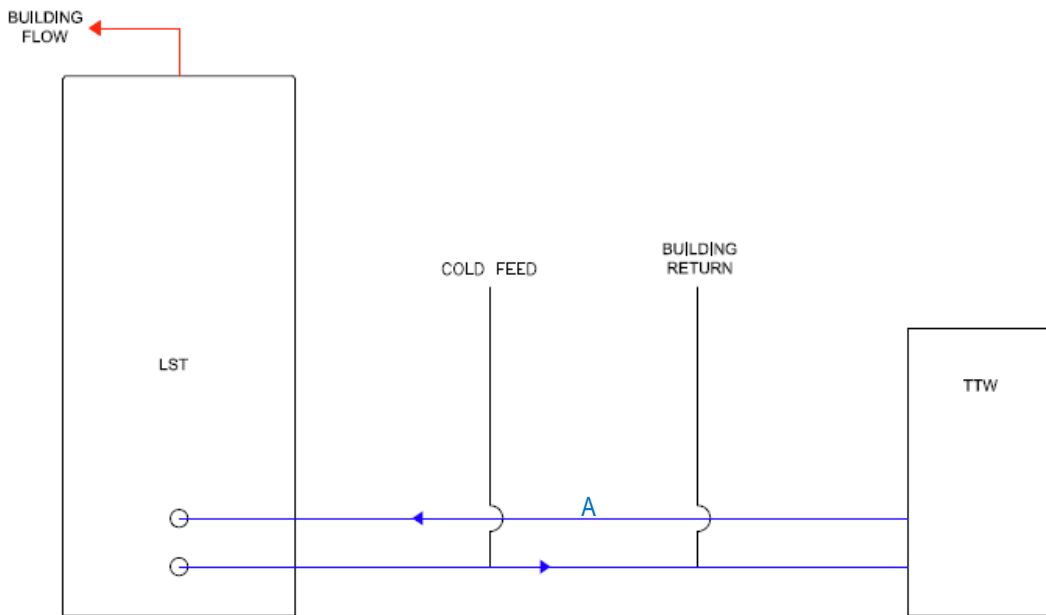 BUILDING
FLOW
COLD FEED
BUILDING
RETURN
LST
TTW
A